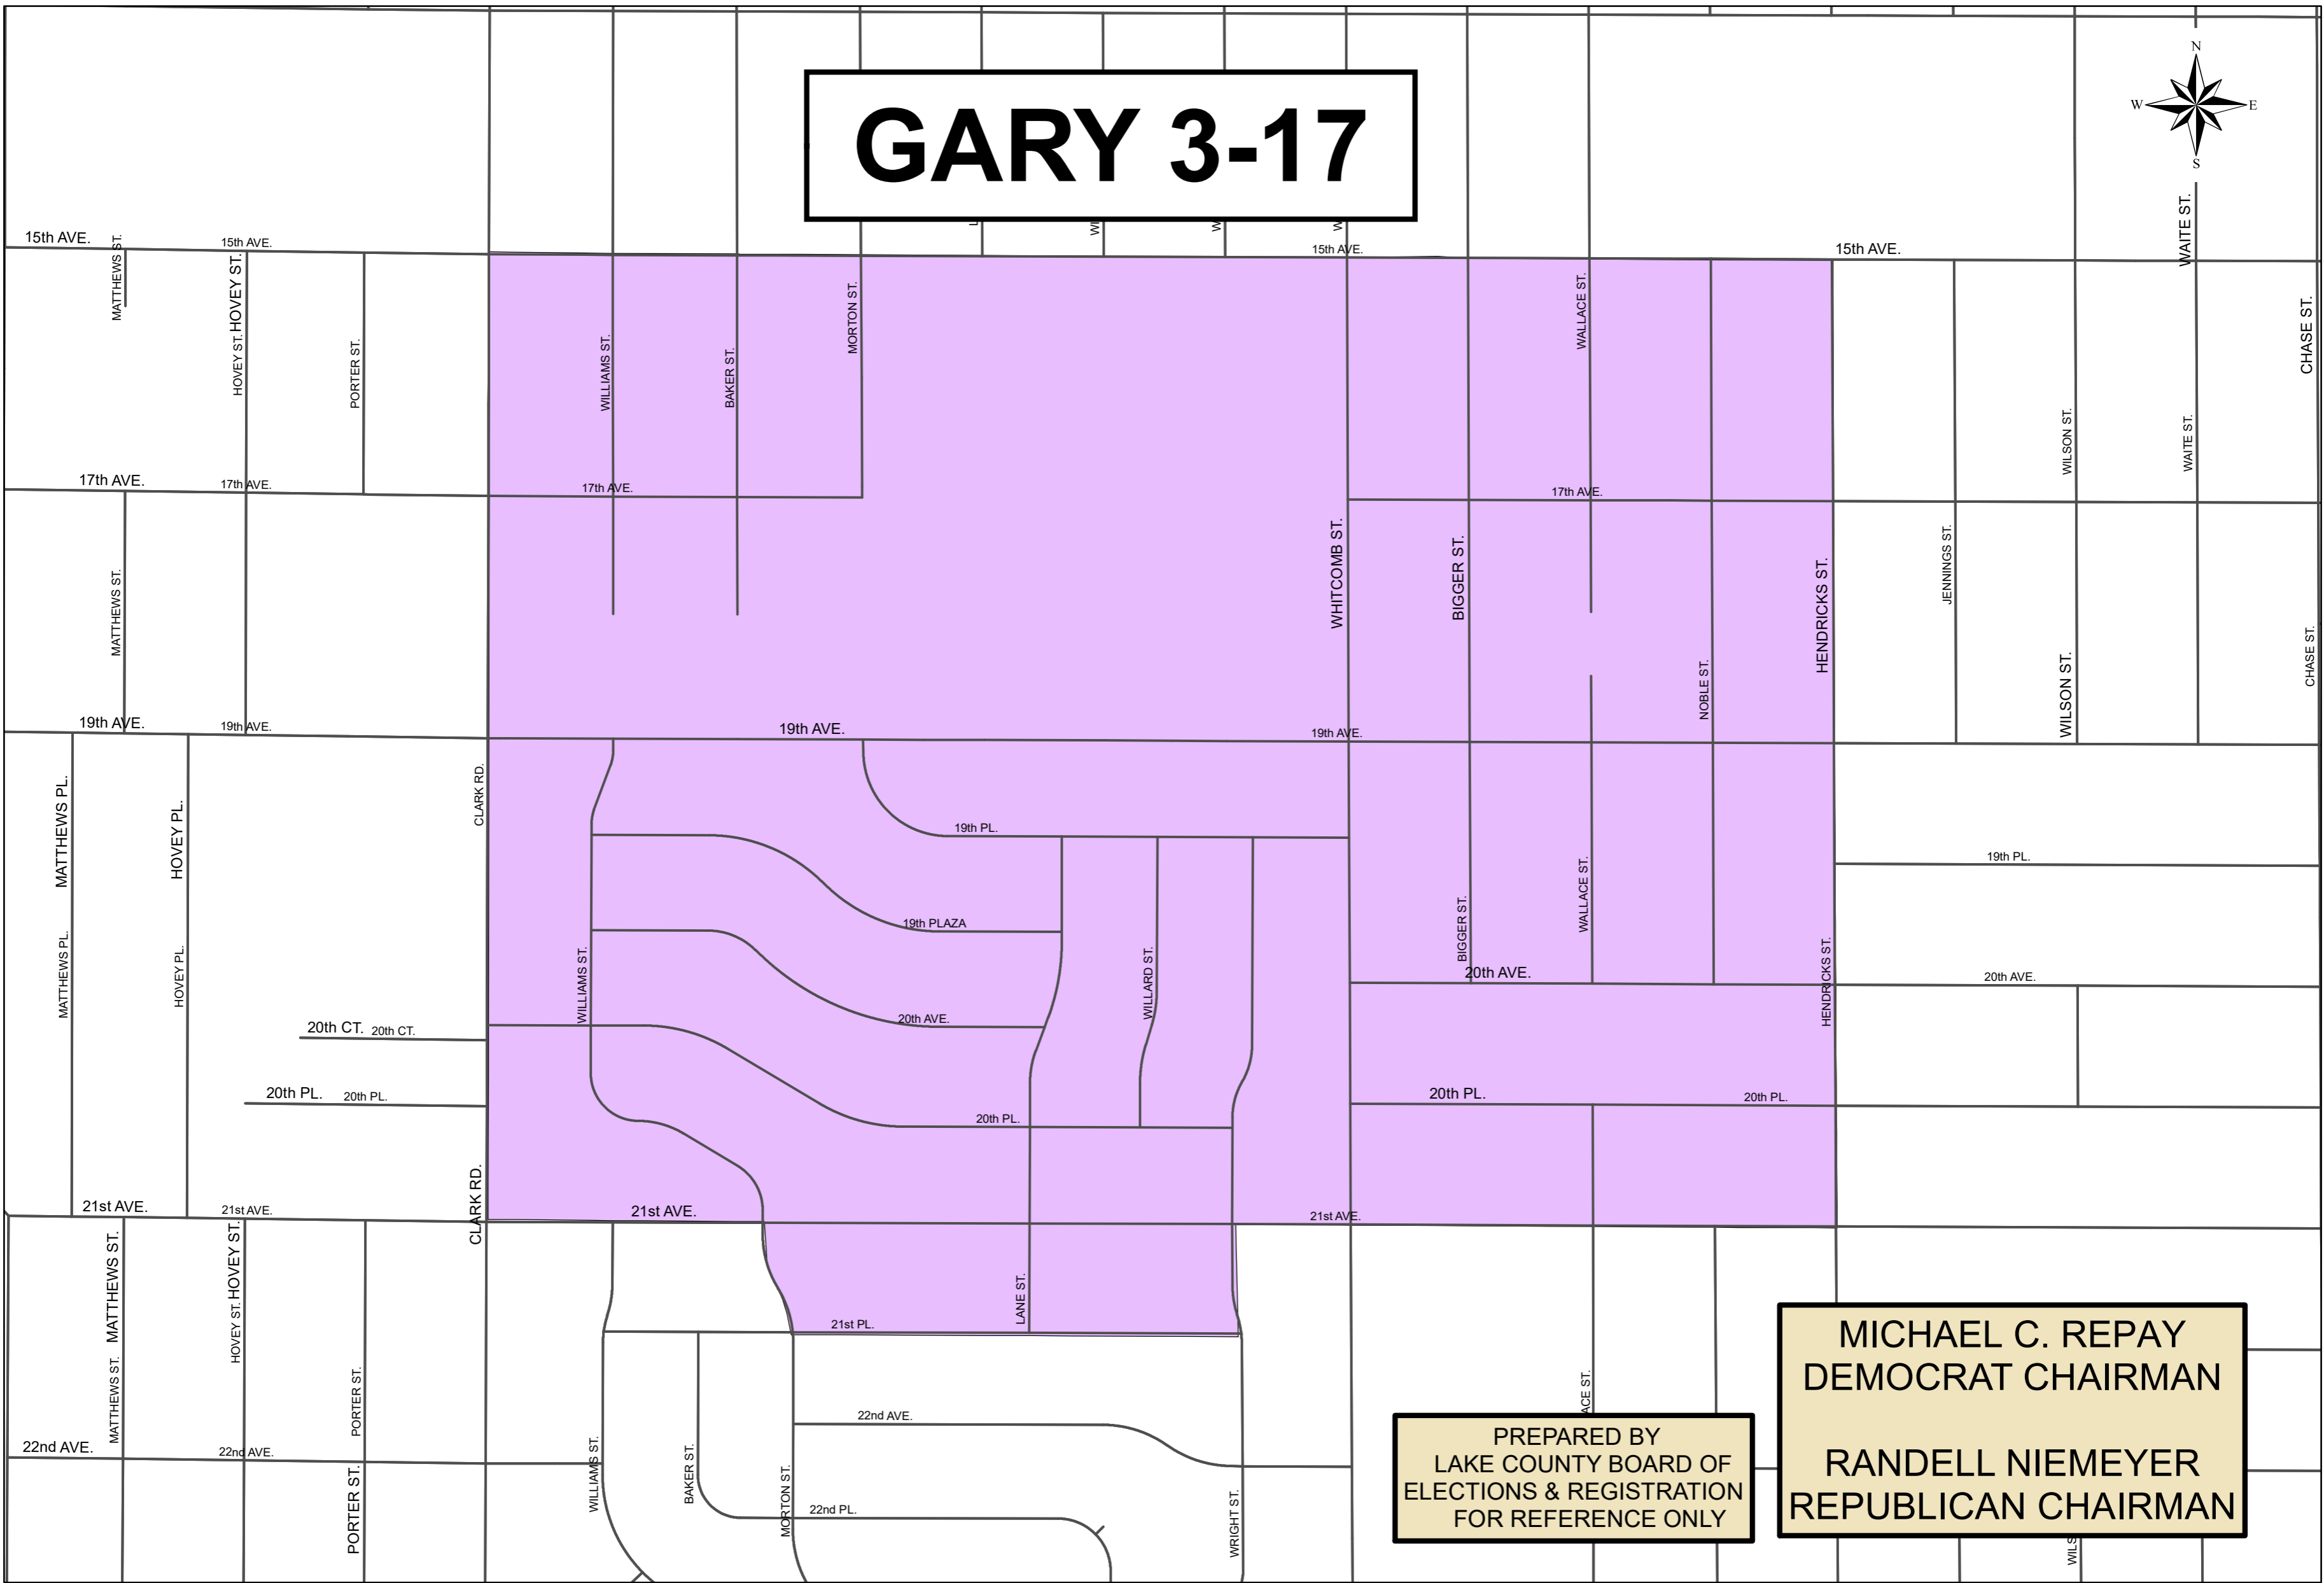 GARY 3-17
N
W
E
S
15th AVE.
15th AVE.
15th AVE.
15th AVE.
MATTHEWS ST.
HOVEY ST.
HOVEY ST.
PORTER ST.
WILLIAMS ST.
BAKER ST.
MORTON ST.
WALLACE ST.
WAITE ST.
CHASE ST.
WILSON ST.
WAITE ST.
17th AVE.
17th AVE.
17th AVE.
17th AVE.
MATTHEWS ST.
WHITCOMB ST.
BIGGER ST.
HENDRICKS ST.
JENNINGS ST.
NOBLE ST.
WILSON ST.
CHASE ST.
19th AVE.
19th AVE.
19th AVE.
19th AVE.
CLARK RD.
MATTHEWS PL.
HOVEY PL.
19th PL.
19th PL.
WALLACE ST.
19th PLAZA
BIGGER ST.
MATTHEWS PL.
HOVEY PL.
WILLIAMS ST.
WILLARD ST.
HENDRICKS ST.
20th AVE.
20th AVE.
20th AVE.
20th CT.
20th CT.
20th PL.
20th PL.
20th PL.
20th PL.
20th PL.
CLARK RD.
21st AVE.
21st AVE.
21st AVE.
21st AVE.
MATTHEWS ST.
HOVEY ST.
HOVEY ST.
LANE ST.
21st PL.
MATTHEWS ST.
PORTER ST.
ACE ST.
22nd AVE.
22nd AVE.
22nd AVE.
WILLIAMS ST.
BAKER ST.
MORTON ST.
22nd PL.
WRIGHT ST.
PORTER ST.
WILS
PREPARED BY
LAKE COUNTY BOARD OF
ELECTIONS & REGISTRATION
FOR REFERENCE ONLY
MICHAEL C. REPAY
DEMOCRAT CHAIRMAN
RANDELL NIEMEYER
REPUBLICAN CHAIRMAN